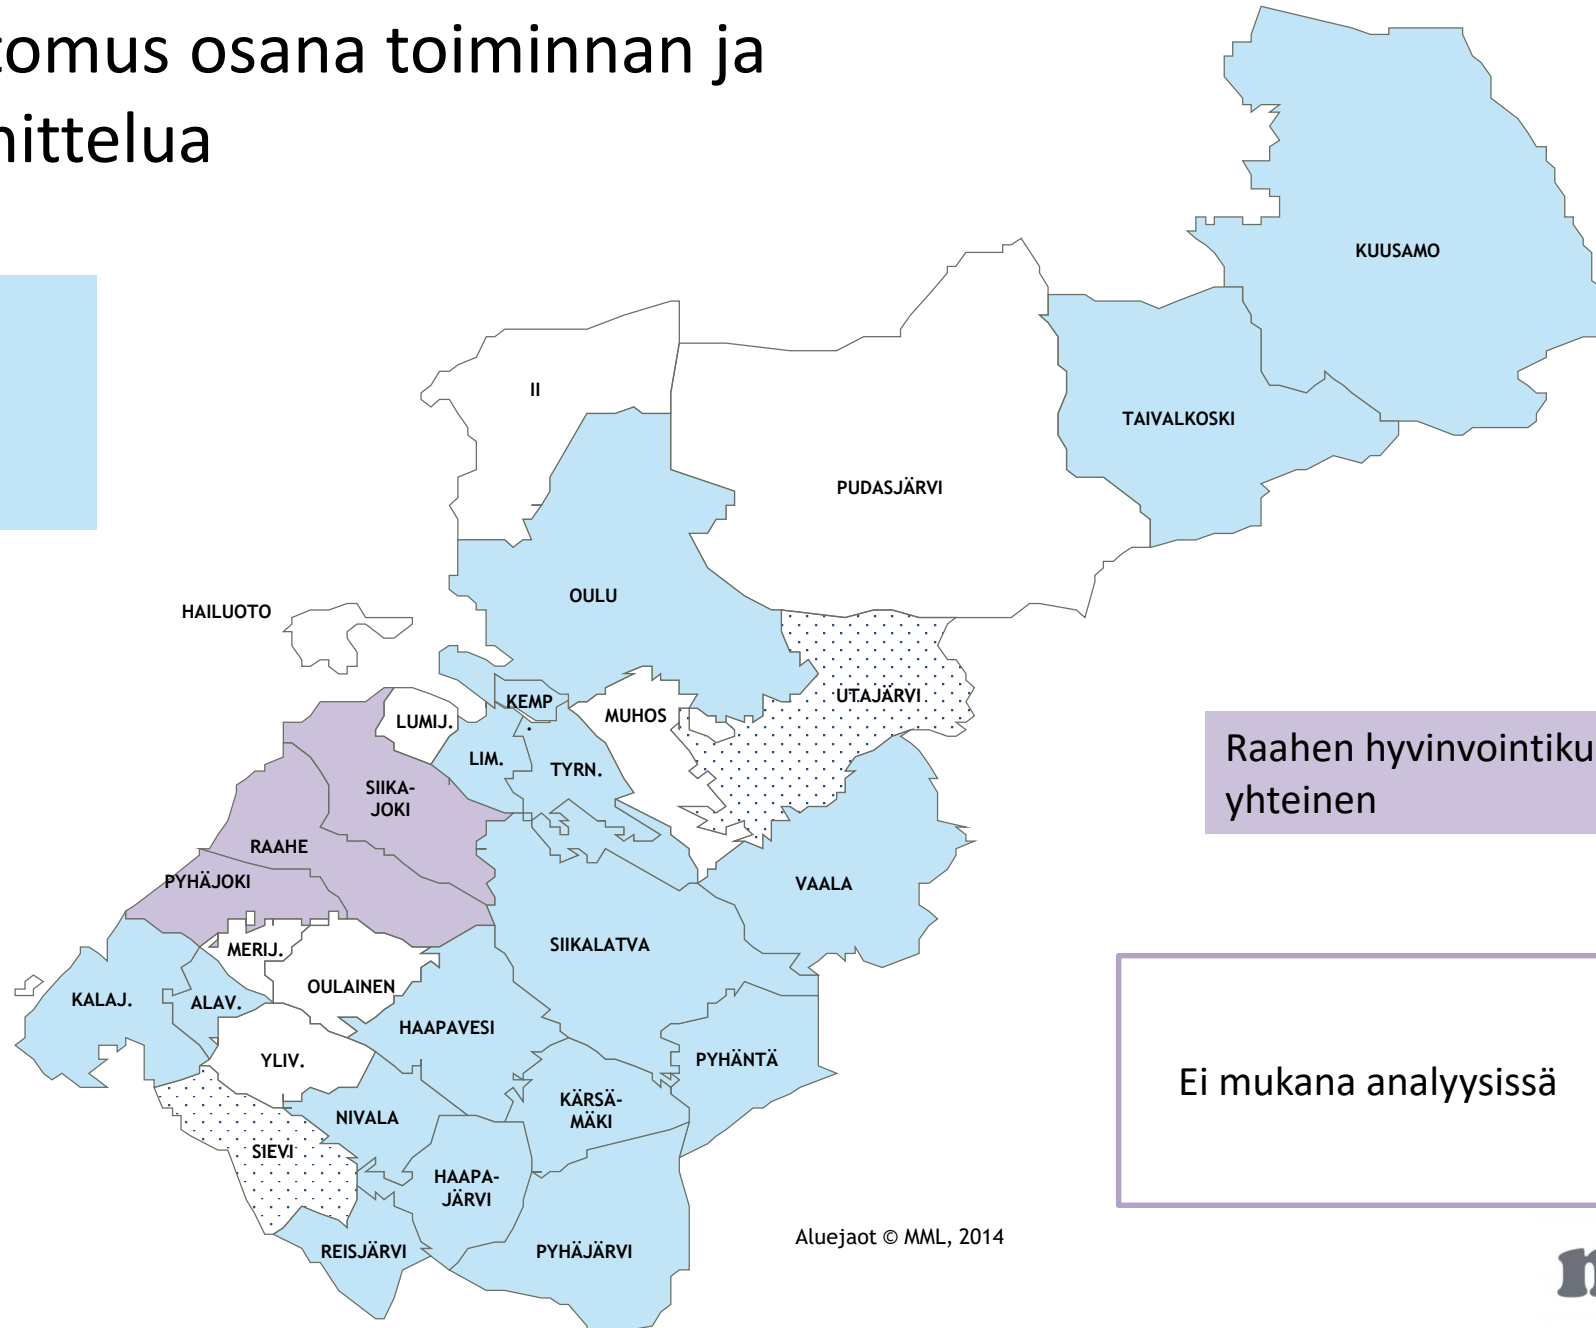 tomus osana toiminnan ja
nittelua
KUUSAMO
II
TAIVALKOSKI
PUDASJÄRVI
OULU
HAILUOTO
UTAJÄRVI
KEMP
.
LUMIJ.
MUHOS
LIM.
TYRN.
SIIKA-
JOKI
Raahen hyvinvointiku
yhteinen
RAAHE
PYHÄJOKI
VAALA
MERIJ.
SIIKALATVA
OULAINEN
KALAJ.
ALAV.
HAAPAVESI
YLIV.
PYHÄNTÄ
Ei mukana analyysissä
KÄRSÄ-
MÄKI
NIVALA
SIEVI
HAAPA-
JÄRVI
REISJÄRVI
PYHÄJÄRVI
Aluejaot © MML, 2014